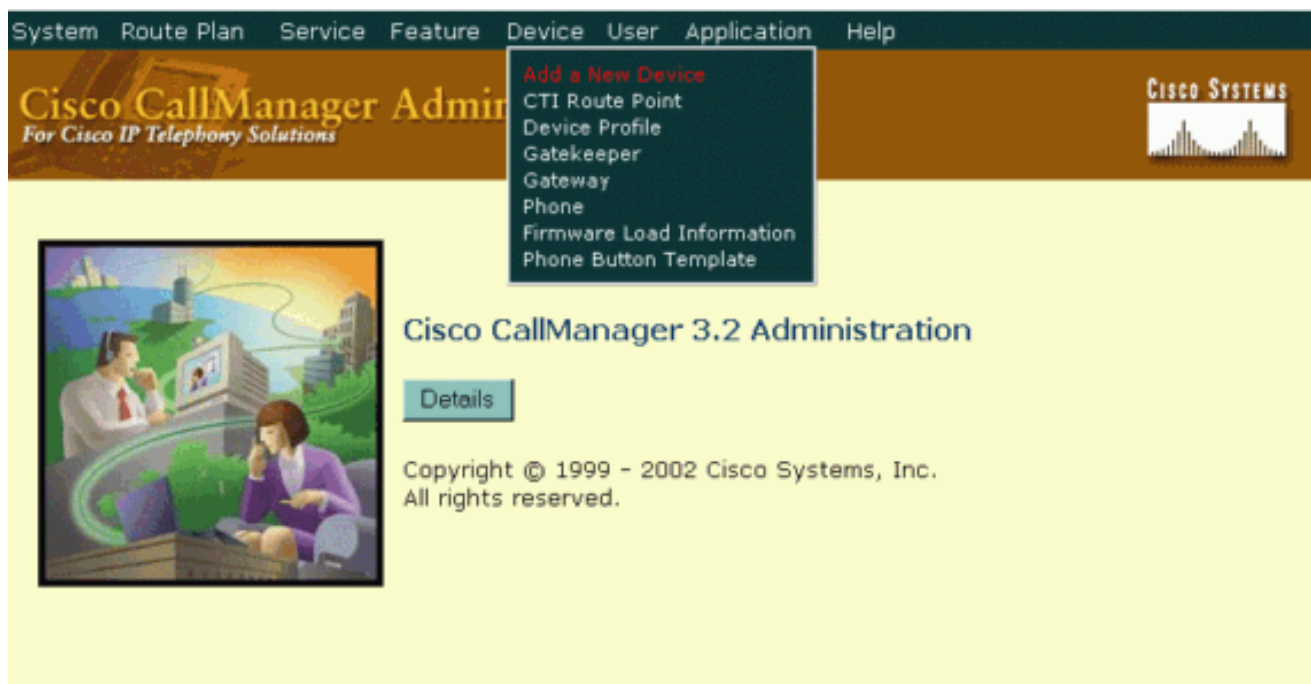 System Route Plan Service Feature Device User Application Help
Cisco CallManager Admin
For Cisco IP Telephony Solutions
Add a New Device
CTI Route Point
Device Profile
Gatekeeper
Gateway
Phone
Firmware Load Information
Phone Button Template
CISCO SYSTEMS
Cisco CallManager 3.2 Administration
Details
Copyright © 1999 - 2002 Cisco Systems, Inc.
All rights reserved.